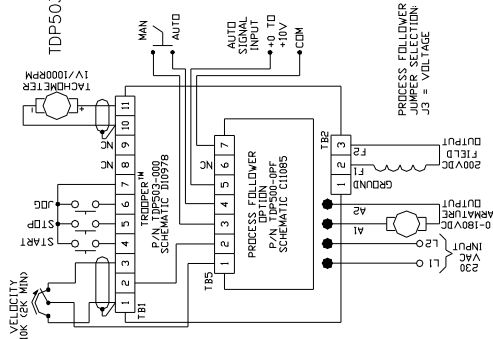 TDP503
MAN
AUTO
AUTO
SIGNAL
INPUT
+0 TO
+10V
COM
PROCESS FOLLOWER
JUMPER SELECTION:
J3 = VOLTAGE
TACHOMETER
1V/1000RPM
-
+
11
10
9
8
7
6
5
4
3
2
1
NC
NC
TB1
JOG
STOP
START
VELOCITY
10K (2K MIN)
TROOPER™
P/N TDP503-000
SCHEMATIC D10978
7
6
5
4
3
2
1
NC
TB5
PROCESS FOLLOWER
OPTION
P/N TDP500-0PF
SCHEMATIC C11085
TB2
3
2
1
F2
F1
GROUND
200VDC
FIELD
OUTPUT
A2
A1
0-180VDC
ARMATURE
OUTPUT
L2
L1
230
VAC
INPUT